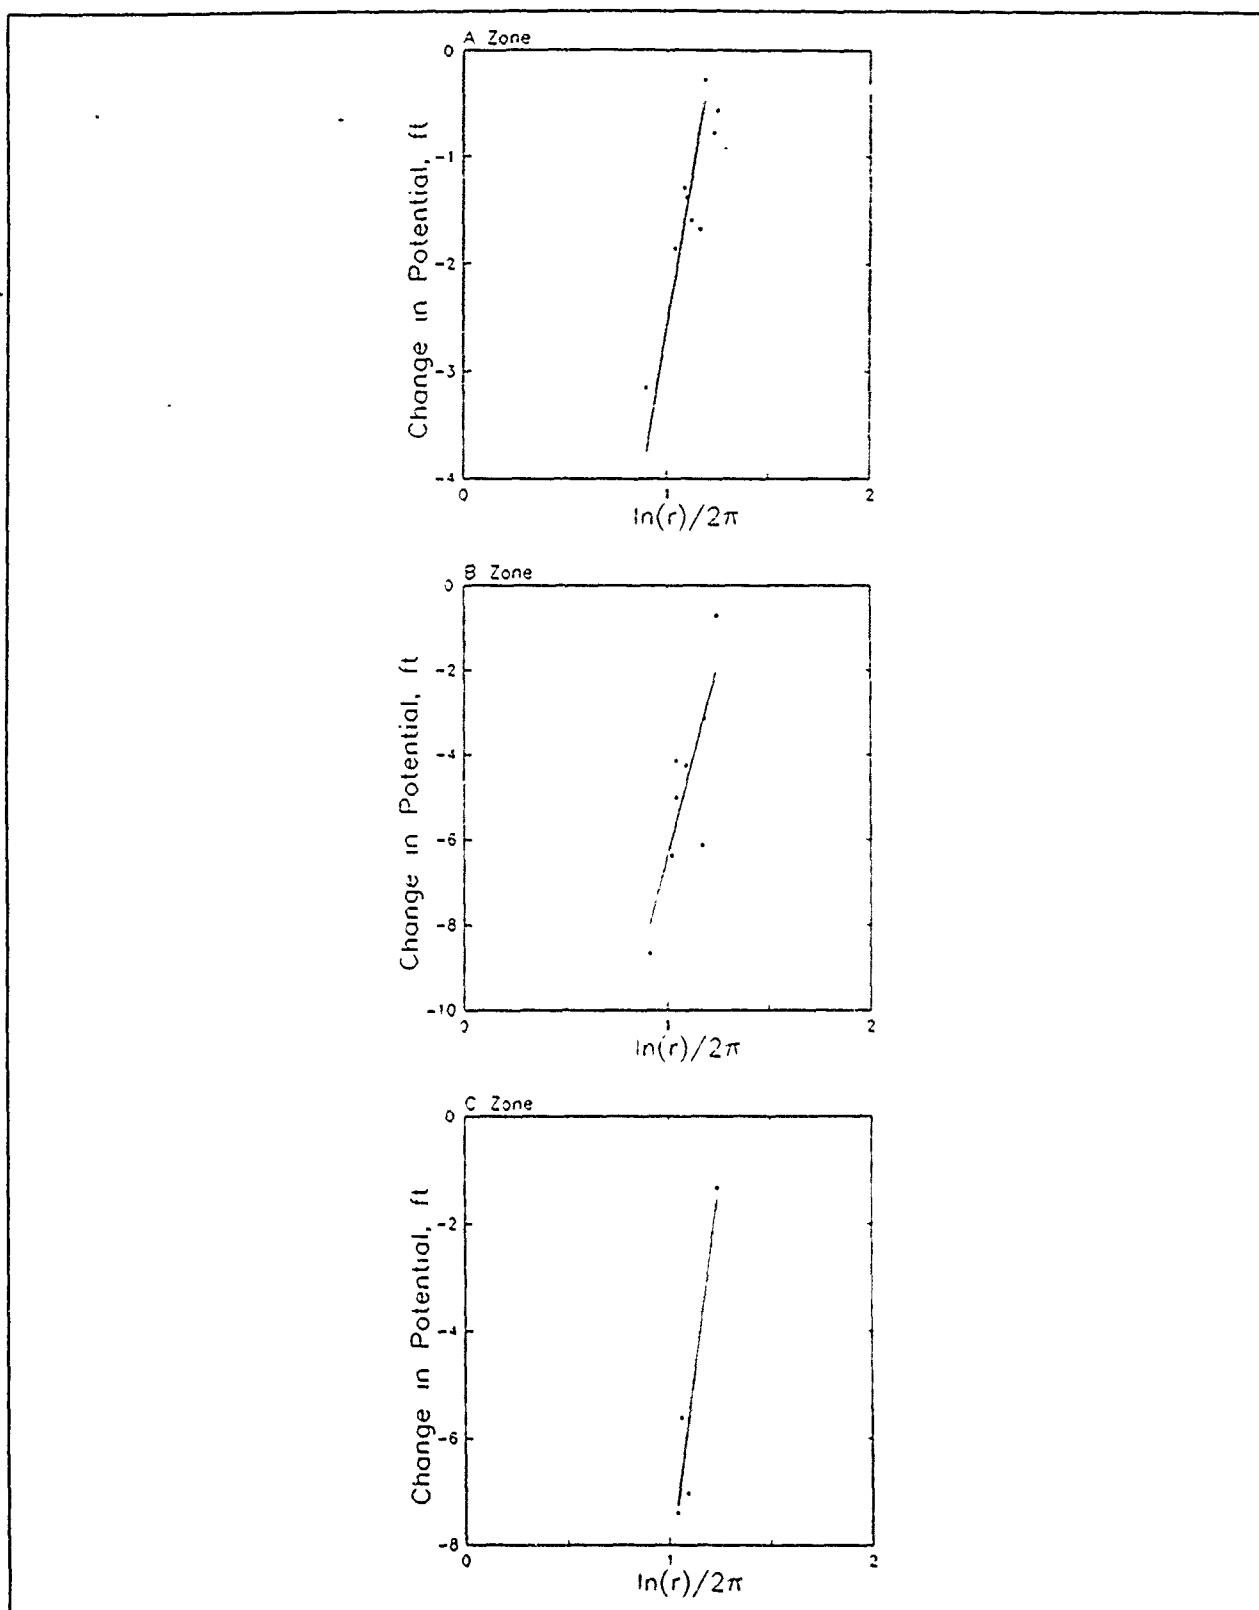 A Zone
0
-1
-2
-3
-4
Change in Potential, ft
0 1 2
ln(r)/2π
B Zone
0
-2
-4
-6
-8
-10
Change in Potential, ft
0 1 2
ln(r)/2π
C Zone
0
-2
-4
-6
-8
Change in Potential, ft
0 1 2
ln(r)/2π